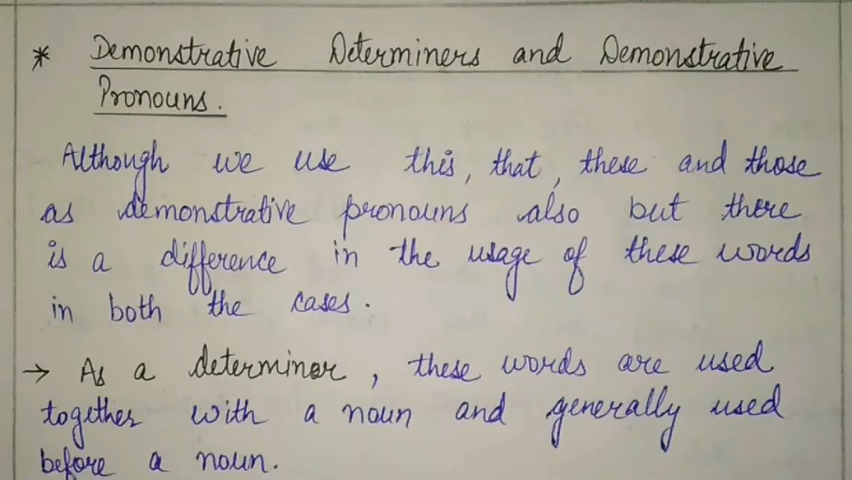 * Demonstrative Determiners and Demonstrative
Pronouns.
Although we use this, that, these and those
as demonstrative pronouns also but there
is a difference in the usage of these words
in both the cases.
→ As a determiner, these words are used
together with a noun and generally used
before a noun.